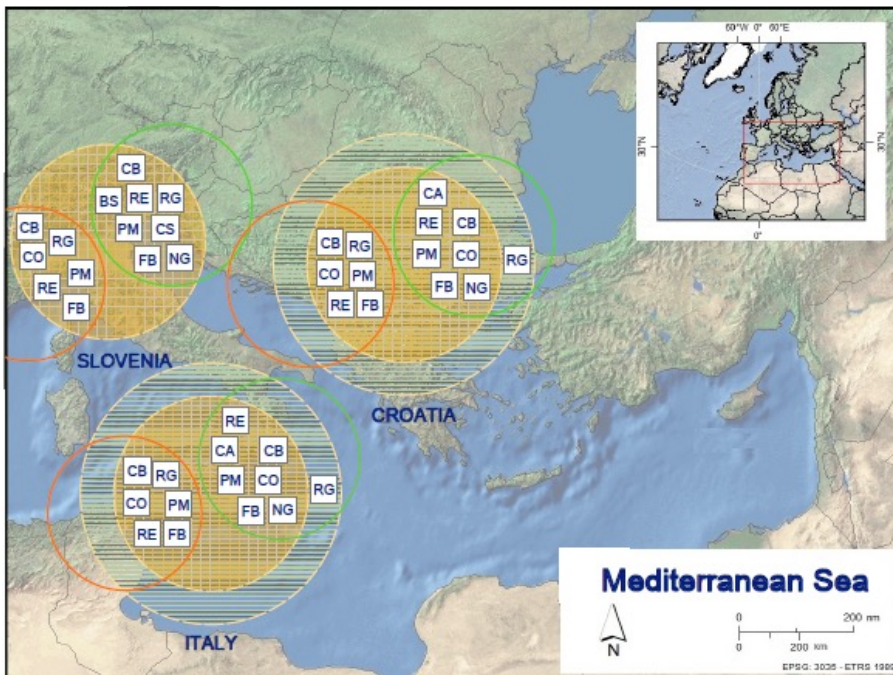 60°W 0° 60°E
30°N
30°N
0°
CB
BS RE RG
PM CS
FB NG
CB RG
CO PM
RE
FB
SLOVENIA
CA
RE CB
PM CO
FB NG
RG
CB RG
CO PM
RE FB
CROATIA
RE
CA CB
PM CO
FB NG
RG
CB RG
CO PM
RE FB
ITALY
Mediterranean Sea
N
0 200 nm
0 200 km
EPSG: 3035 - ETRS 1989